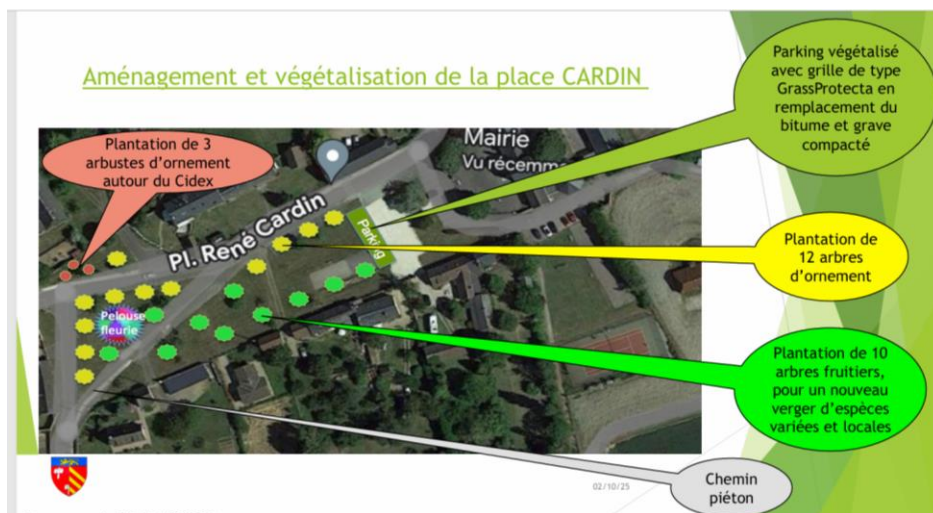 Aménagement et végétalisation de la place CARDIN
Parking végétalisé
avec grille de type
GrassProtecta en
remplacement du
bitume et grave
compacté
Plantation de 3
arbustes d'ornement
autour du Cidex
Mairie
Vu récemme
Pl. René Cardin
Parking
Plantation de
12 arbres
d'ornement
Pelouse
fleurie
Plantation de 10
arbres fruitiers,
pour un nouveau
verger d'espèces
variées et locales
Chemin
piéton
02/10/25